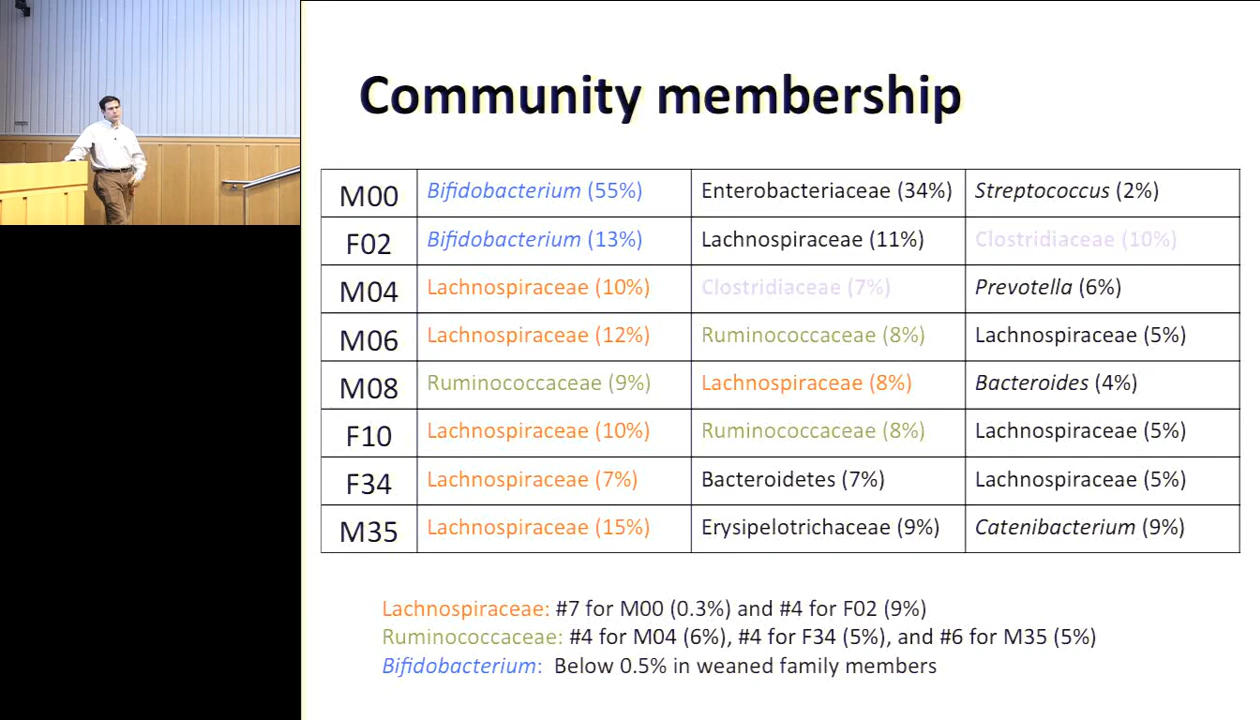 Community membership
M00 Bifidobacterium (55%) Enterobacteriaceae (34%) Streptococcus (2%)
F02 Bifidobacterium (13%) Lachnospiraceae (11%) Clostridiaceae (10%)
M04 Lachnospiraceae (10%) Clostridiaceae (7%) Prevotella (6%)
M06 Lachnospiraceae (12%) Ruminococcaceae (8%) Lachnospiraceae (5%)
M08 Ruminococcaceae (9%) Lachnospiraceae (8%) Bacteroides (4%)
F10 Lachnospiraceae (10%) Ruminococcaceae (8%) Lachnospiraceae (5%)
F34 Lachnospiraceae (7%) Bacteroidetes (7%) Lachnospiraceae (5%)
M35 Lachnospiraceae (15%) Erysipelotrichaceae (9%) Catenibacterium (9%)
Lachnospiraceae: #7 for M00 (0.3%) and #4 for F02 (9%)
Ruminococcaceae: #4 for M04 (6%), #4 for F34 (5%), and #6 for M35 (5%)
Bifidobacterium: Below 0.5% in weaned family members